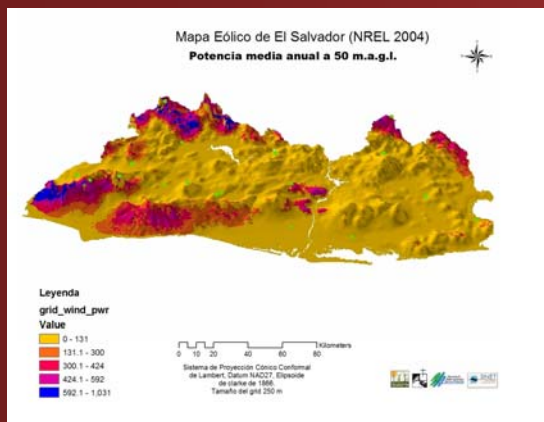 Mapa Eólico de El Salvador (NREL 2004)
Potencia media anual a 50 m.a.g.l.
Leyenda
grid_wind_pwr
Value
0 - 131
131.1 - 300
300.1 - 424
424.1 - 592
592.1 - 1,031
Kilometers
0 5 10 20 40 60 80
Sistema de Proyección Cónico Conformal
de Lambert, Datum NAD27, Elipsoide
de clarke de 1866.
Tamaño del grid 250 m